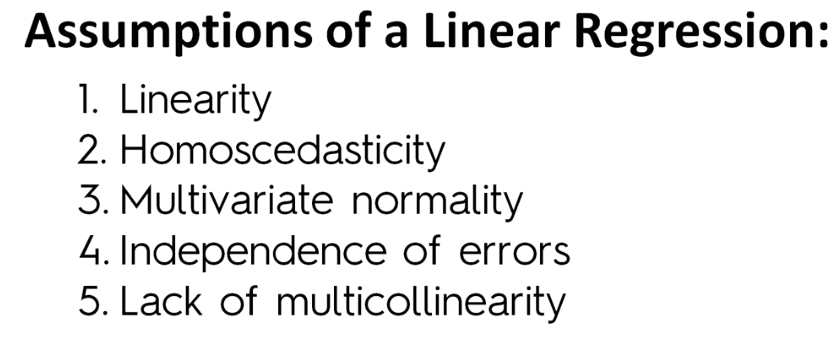 Assumptions of a Linear Regression:
1. Linearity
2. Homoscedasticity
3. Multivariate normality
4. Independence of errors
5. Lack of multicollinearity